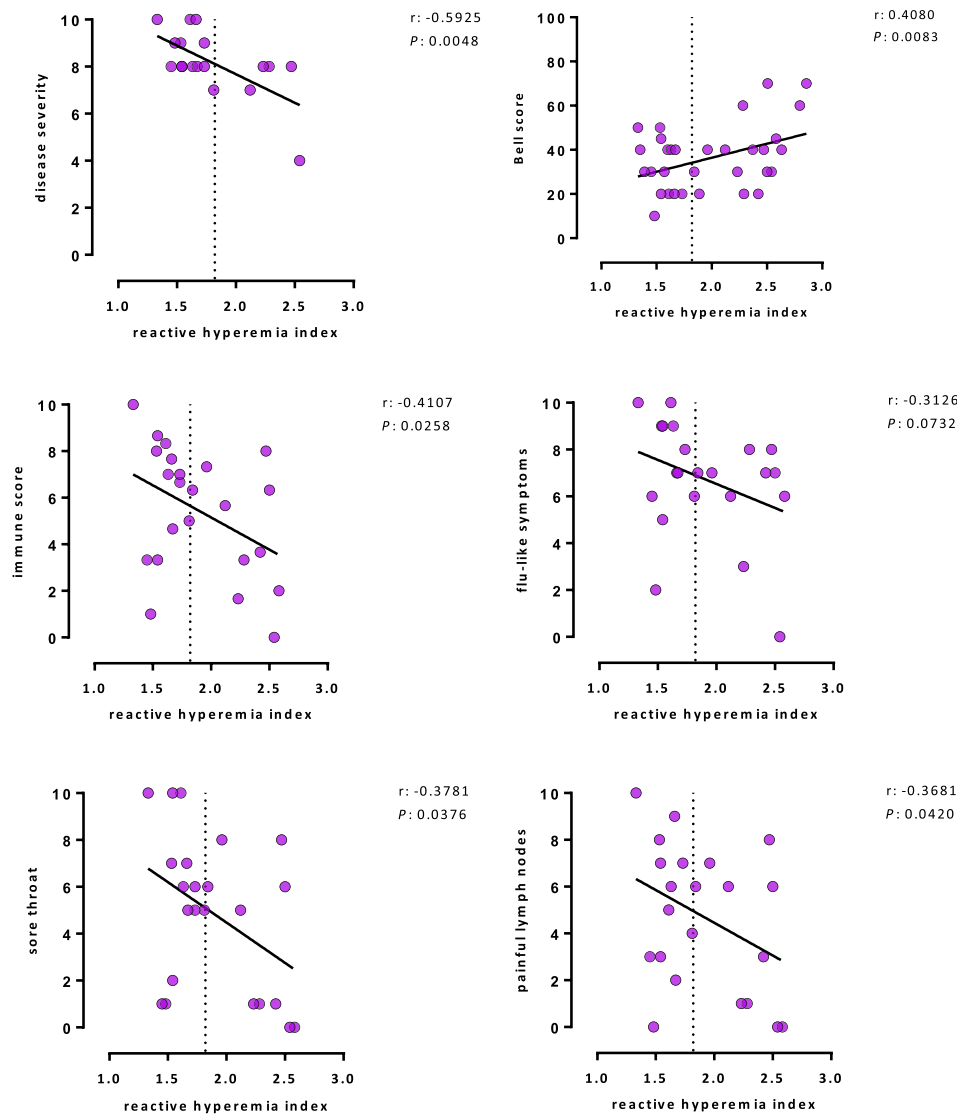 r: -0.5925
P: 0.0048
10
8
6
4
2
0
disease severity
1.0 1.5 2.0 2.5 3.0
reactive hyperemia index
r: 0.4080
P: 0.0083
100
80
60
40
20
0
Bell score
1.0 1.5 2.0 2.5 3.0
reactive hyperemia index
r: -0.4107
P: 0.0258
10
8
6
4
2
0
immune score
1.0 1.5 2.0 2.5 3.0
reactive hyperemia index
r: -0.3126
P: 0.0732
10
8
6
4
2
0
flu-like symptoms
1.0 1.5 2.0 2.5 3.0
reactive hyperemia index
r: -0.3781
P: 0.0376
10
8
6
4
2
0
sore throat
1.0 1.5 2.0 2.5 3.0
reactive hyperemia index
r: -0.3681
P: 0.0420
10
8
6
4
2
0
painful lymph nodes
1.0 1.5 2.0 2.5 3.0
reactive hyperemia index